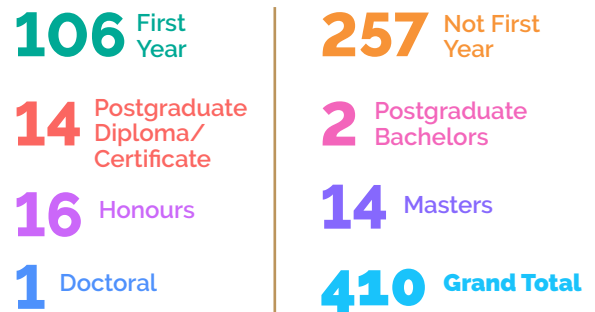 106 First
Year
14 Postgraduate
Diploma/
Certificate
16 Honours
1 Doctoral
257 Not First
Year
2 Postgraduate
Bachelors
14 Masters
410 Grand Total